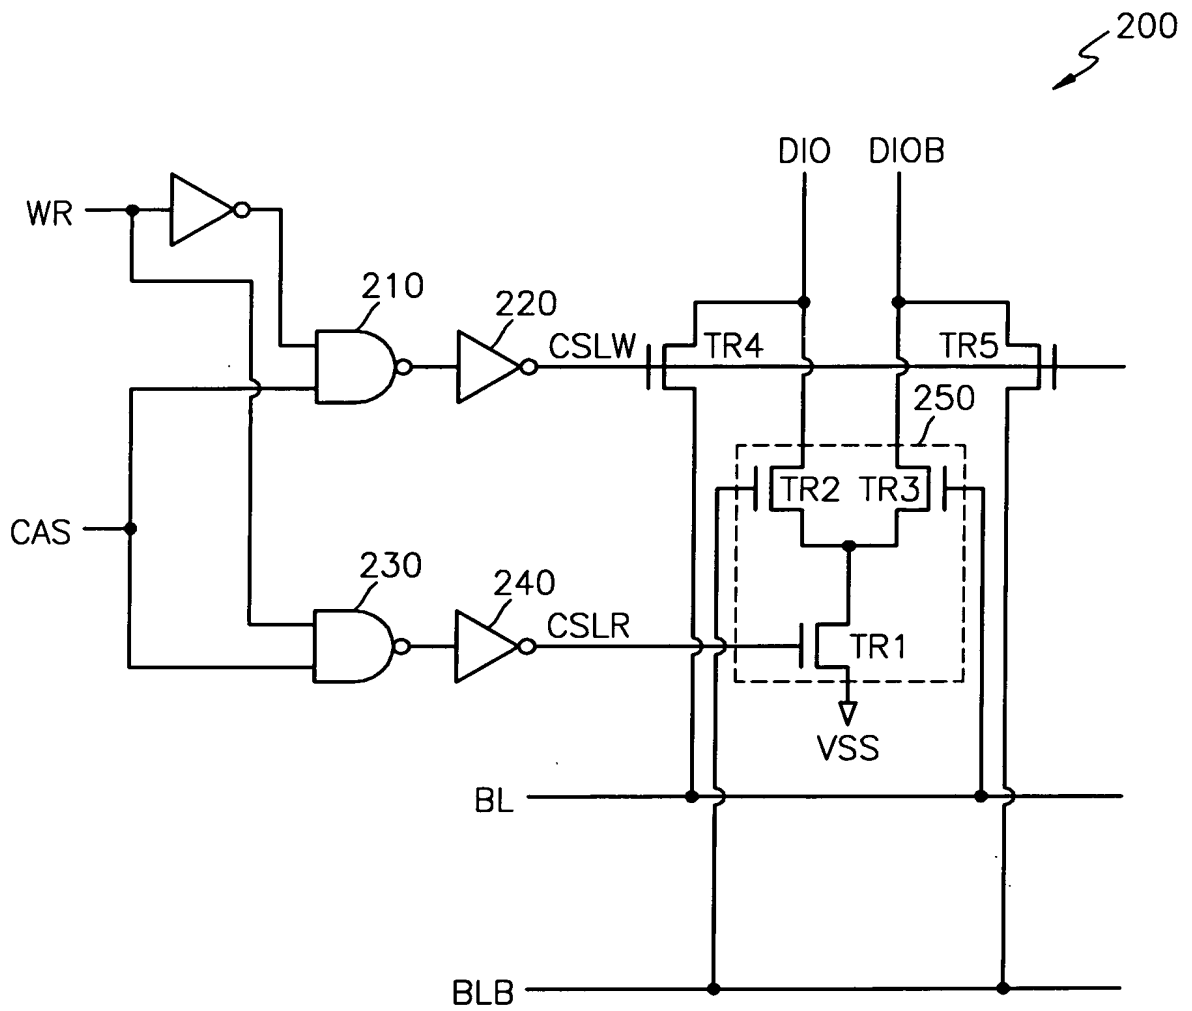 200
DIO DIOB
WR
210
220
CSLW
TR4
TR5
250
TR2
TR3
CAS
230
240
CSLR
TR1
VSS
BL
BLB